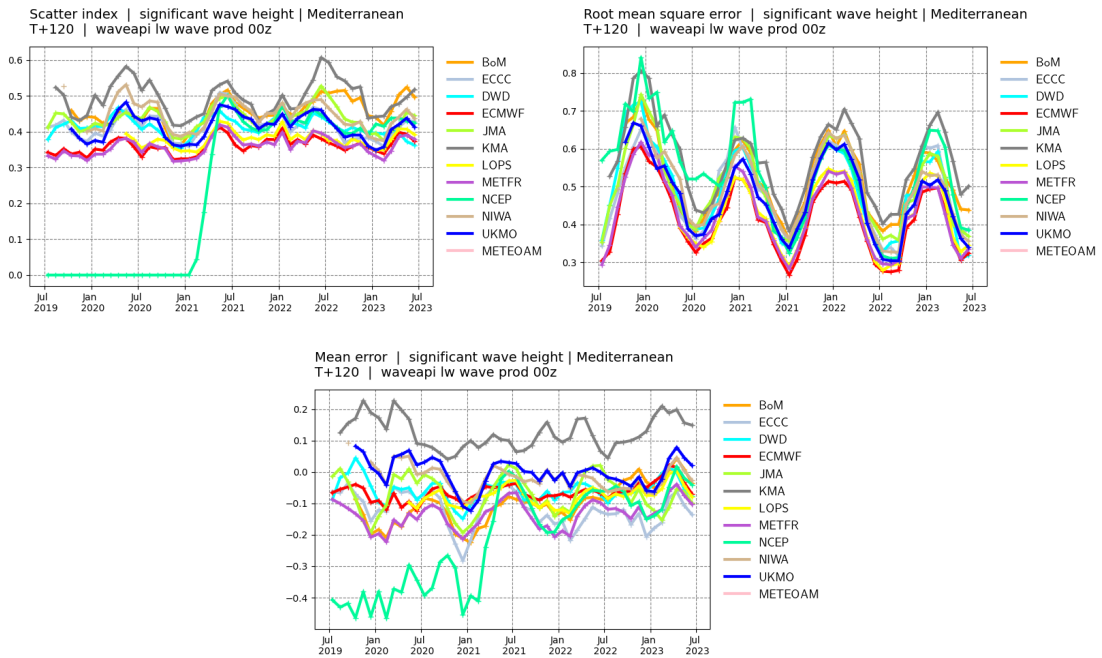 Scatter index | significant wave height | Mediterranean
T+120 | waveapi lw wave prod 00z
0.6
0.5
0.4
0.3
0.2
0.1
0.0
Jul 2019
Jan 2020
Jul 2020
Jan 2021
Jul 2021
Jan 2022
Jul 2022
Jan 2023
Jul 2023
BoM
ECCC
DWD
ECMWF
JMA
KMA
LOPS
METFR
NCEP
NIWA
UKMO
METEOAM
Root mean square error | significant wave height | Mediterranean
T+120 | waveapi lw wave prod 00z
0.8
0.7
0.6
0.5
0.4
0.3
Jul 2019
Jan 2020
Jul 2020
Jan 2021
Jul 2021
Jan 2022
Jul 2022
Jan 2023
Jul 2023
BoM
ECCC
DWD
ECMWF
JMA
KMA
LOPS
METFR
NCEP
NIWA
UKMO
METEOAM
Mean error | significant wave height | Mediterranean
T+120 | waveapi lw wave prod 00z
0.2
0.1
0.0
−0.1
−0.2
−0.3
−0.4
Jul 2019
Jan 2020
Jul 2020
Jan 2021
Jul 2021
Jan 2022
Jul 2022
Jan 2023
Jul 2023
BoM
ECCC
DWD
ECMWF
JMA
KMA
LOPS
METFR
NCEP
NIWA
UKMO
METEOAM